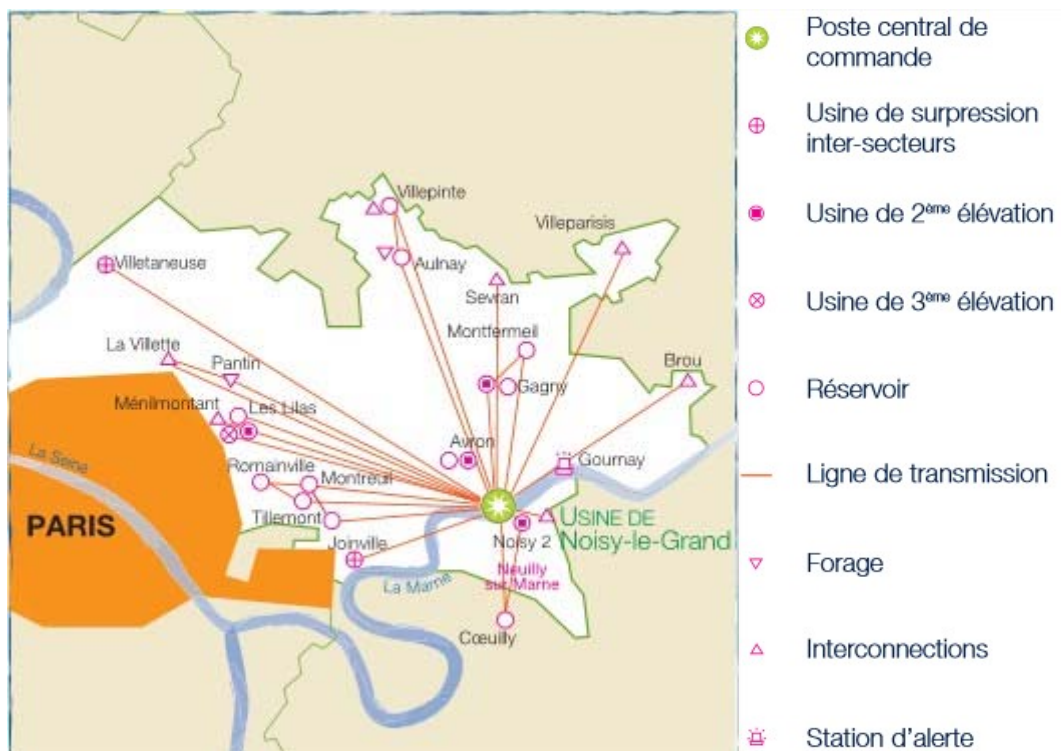 Villepinte
Villeparisis
Villetaneuse
Aulnay
Sevran
Montfermeil
La Villette
Pantin
Brou
Gagny
Ménilmontant
Les Lilas
Avron
La Seine
Gournay
Romainville
Montreuil
PARIS
Tillemont
USINE DE
Noisy-le-Grand
Noisy 2
Joinville
Neuilly
sur Marne
La Marne
Cœuilly
Poste central de
commande
Usine de surpression
inter-secteurs
Usine de 2ème élévation
Usine de 3ème élévation
Réservoir
Ligne de transmission
Forage
Interconnections
Station d'alerte